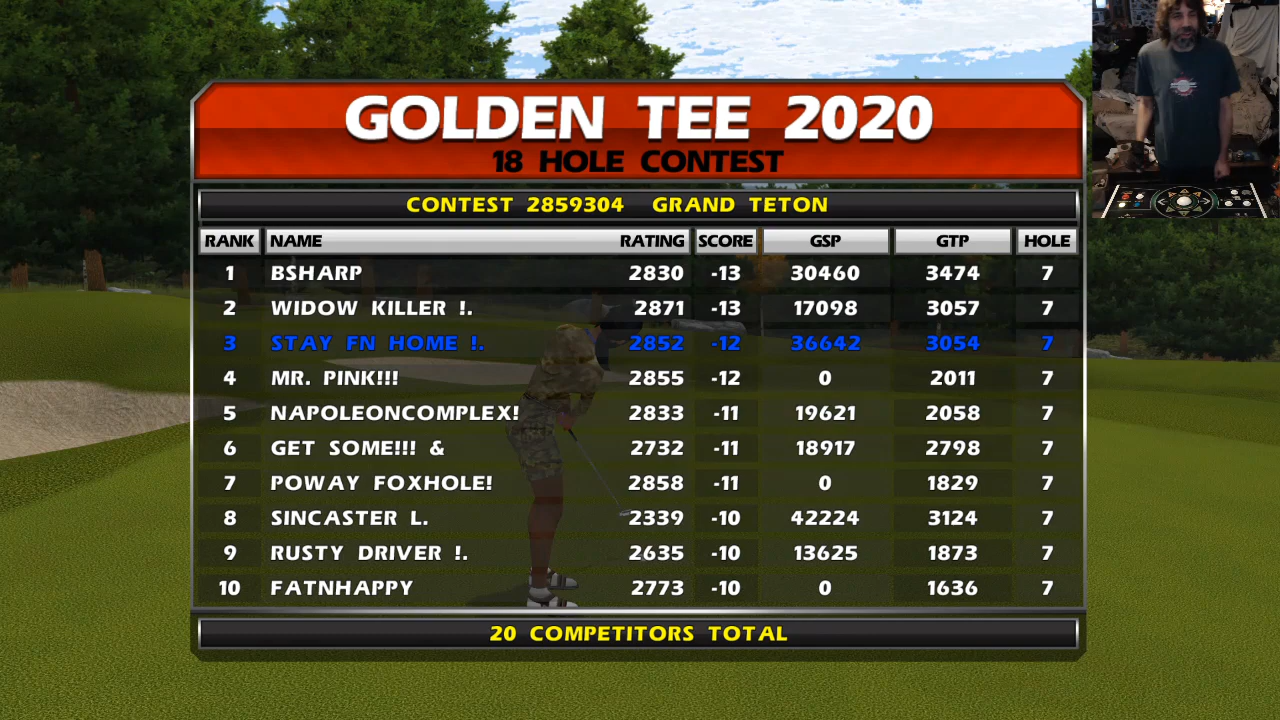 GOLDEN TEE 2020
18 HOLE CONTEST
CONTEST 2859304 GRAND TETON
RANK NAME RATING SCORE GSP GTP HOLE
1 BSHARP 2830 -13 30460 3474 7
2 WIDOW KILLER !. 2871 -13 17098 3057 7
3 STAY FN HOME !. 2852 -12 36642 3054 7
4 MR. PINK!!! 2855 -12 0 2011 7
5 NAPOLEONCOMPLEX! 2833 -11 19621 2058 7
6 GET SOME!!! & 2732 -11 18917 2798 7
7 POWAY FOXHOLE! 2858 -11 0 1829 7
8 SINCASTER L. 2339 -10 42224 3124 7
9 RUSTY DRIVER !. 2635 -10 13625 1873 7
10 FATNHAPPY 2773 -10 0 1636 7
20 COMPETITORS TOTAL